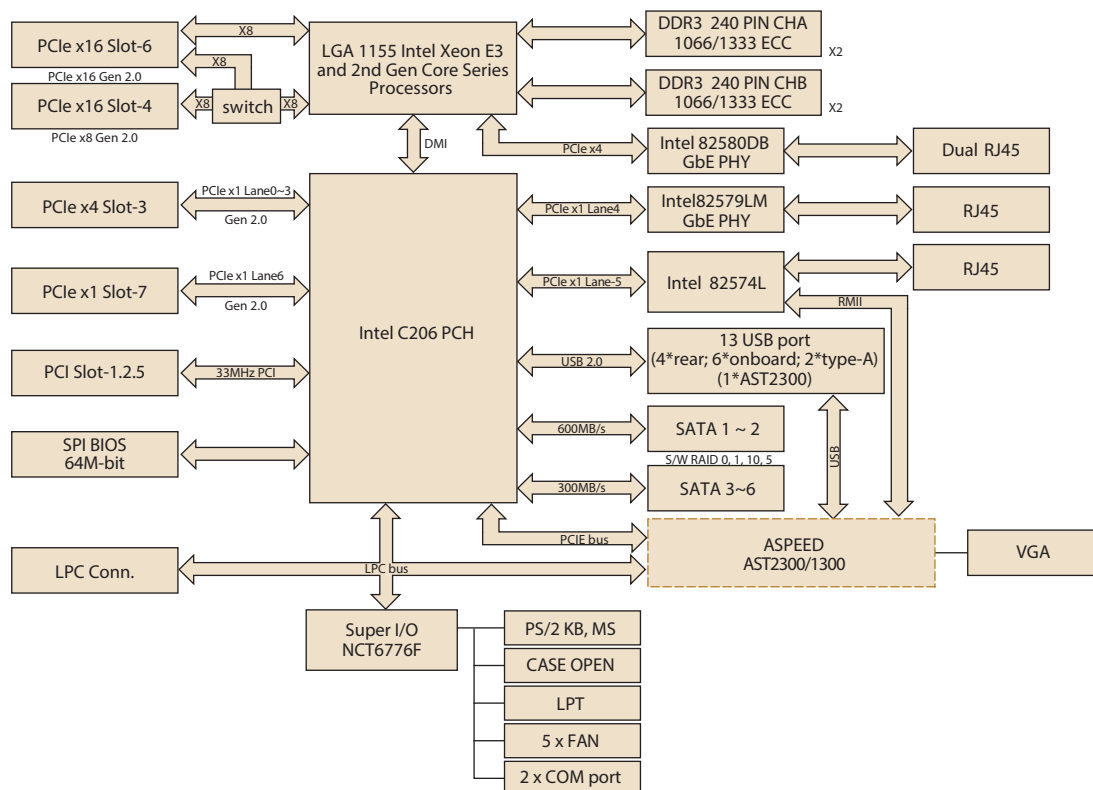 PCIe x16 Slot-6
X8
PCIe x16 Gen 2.0
X8
PCIe x16 Slot-4
X8
switch
X8
PCIe x8 Gen 2.0
LGA 1155 Intel Xeon E3
and 2nd Gen Core Series
Processors
DDR3 240 PIN CHA
1066/1333 ECC
X2
DDR3 240 PIN CHB
1066/1333 ECC
X2
DMI
PCIe x4
Intel 82580DB
GbE PHY
Dual RJ45
PCIe x4 Slot-3
PCIe x1 Lane0~3
Gen 2.0
PCIe x1 Lane4
Intel82579LM
GbE PHY
RJ45
PCIe x1 Slot-7
PCIe x1 Lane6
Gen 2.0
PCIe x1 Lane-5
Intel 82574L
RJ45
RMII
Intel C206 PCH
USB 2.0
13 USB port
(4*rear; 6*onboard; 2*type-A)
(1*AST2300)
PCI Slot-1.2.5
33MHz PCI
600MB/s
SATA 1 ~ 2
S/W RAID 0, 1, 10, 5
SPI BIOS
64M-bit
300MB/s
SATA 3~6
USB
PCIE bus
ASPEED
AST2300/1300
VGA
LPC Conn.
LPC bus
Super I/O
NCT6776F
PS/2 KB, MS
CASE OPEN
LPT
5 x FAN
2 x COM port